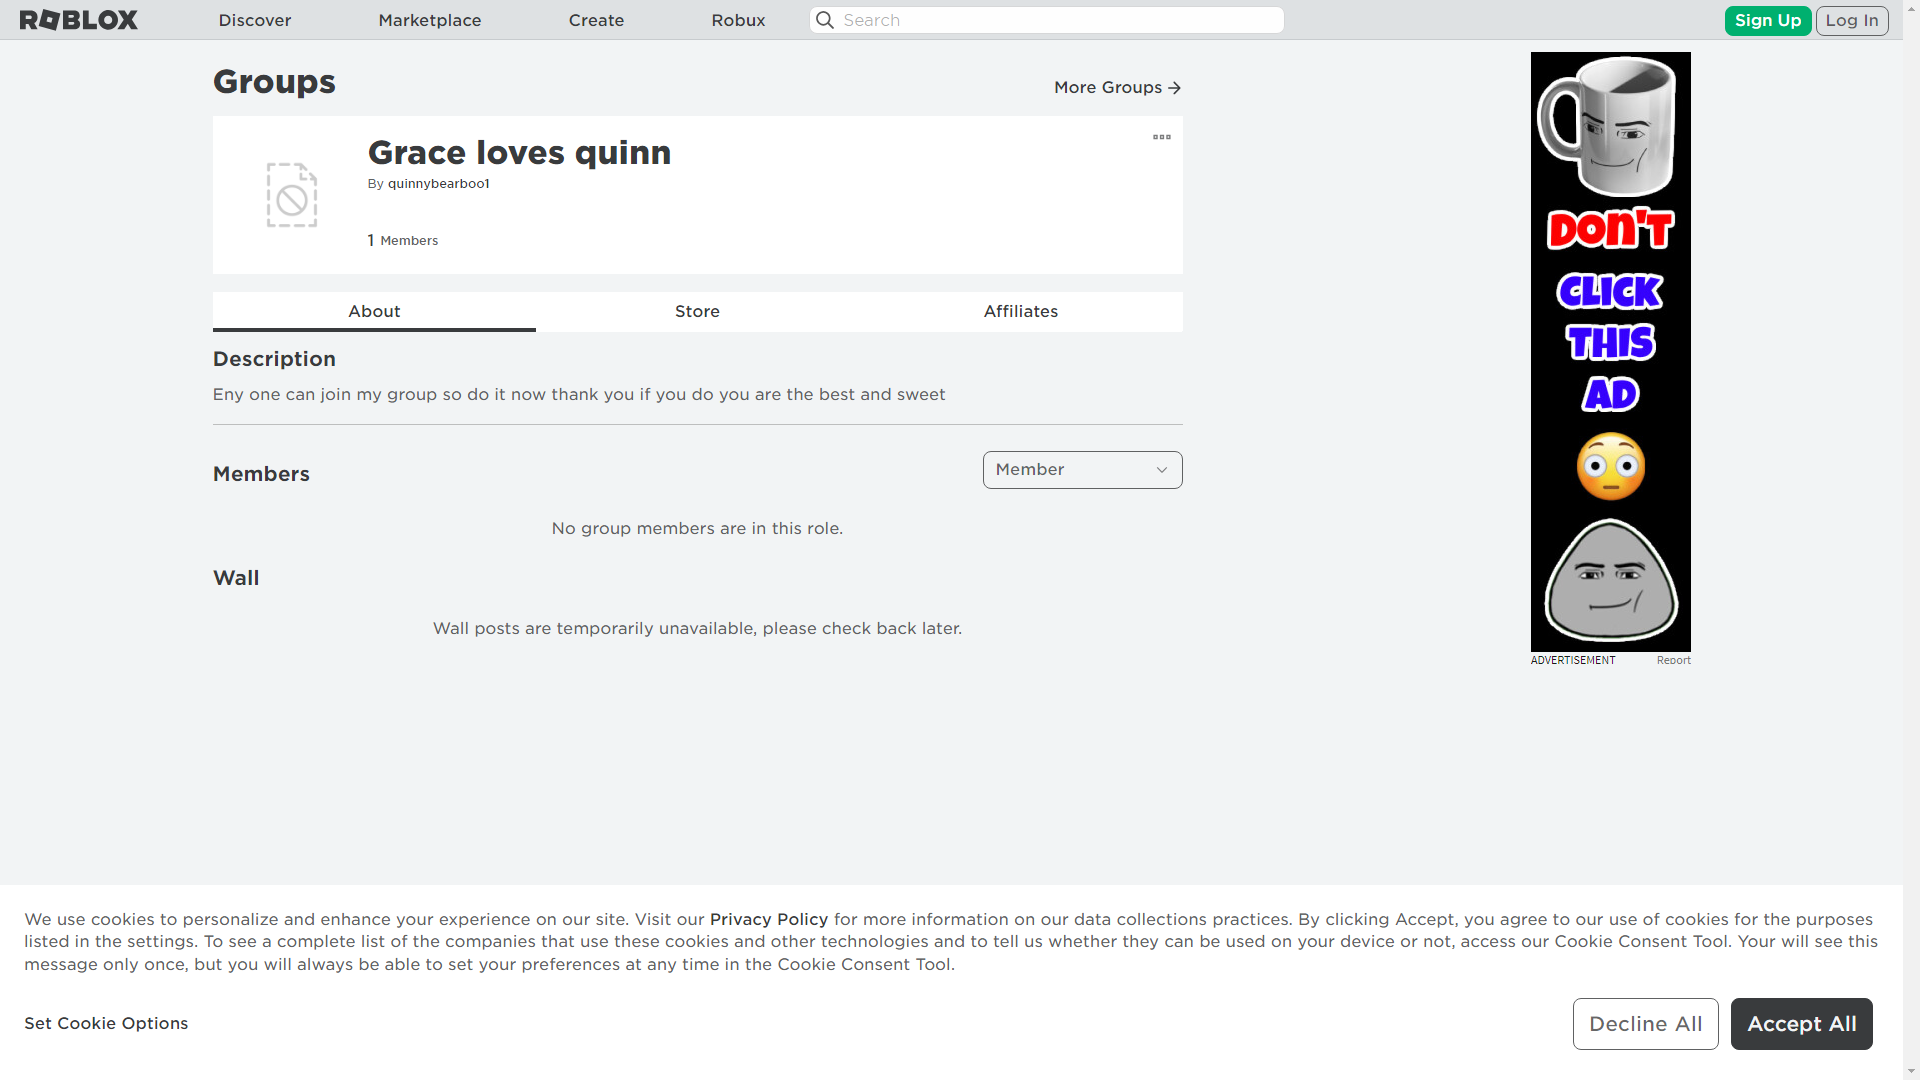 ROBLOX
Discover
Marketplace
Create
Robux
Search
Sign Up
Log In
Groups
More Groups
Grace loves quinn
By quinnybearboo1
1 Members
About
Store
Affiliates
Description
Eny one can join my group so do it now thank you if you do you are the best and sweet
Members
Member
No group members are in this role.
Wall
Wall posts are temporarily unavailable, please check back later.
DON'T
CLICK
THIS
AD
ADVERTISEMENT
Report
We use cookies to personalize and enhance your experience on our site. Visit our Privacy Policy for more information on our data collections practices. By clicking Accept, you agree to our use of cookies for the purposes
listed in the settings. To see a complete list of the companies that use these cookies and other technologies and to tell us whether they can be used on your device or not, access our Cookie Consent Tool. Your will see this
message only once, but you will always be able to set your preferences at any time in the Cookie Consent Tool.
Set Cookie Options
Decline All
Accept All